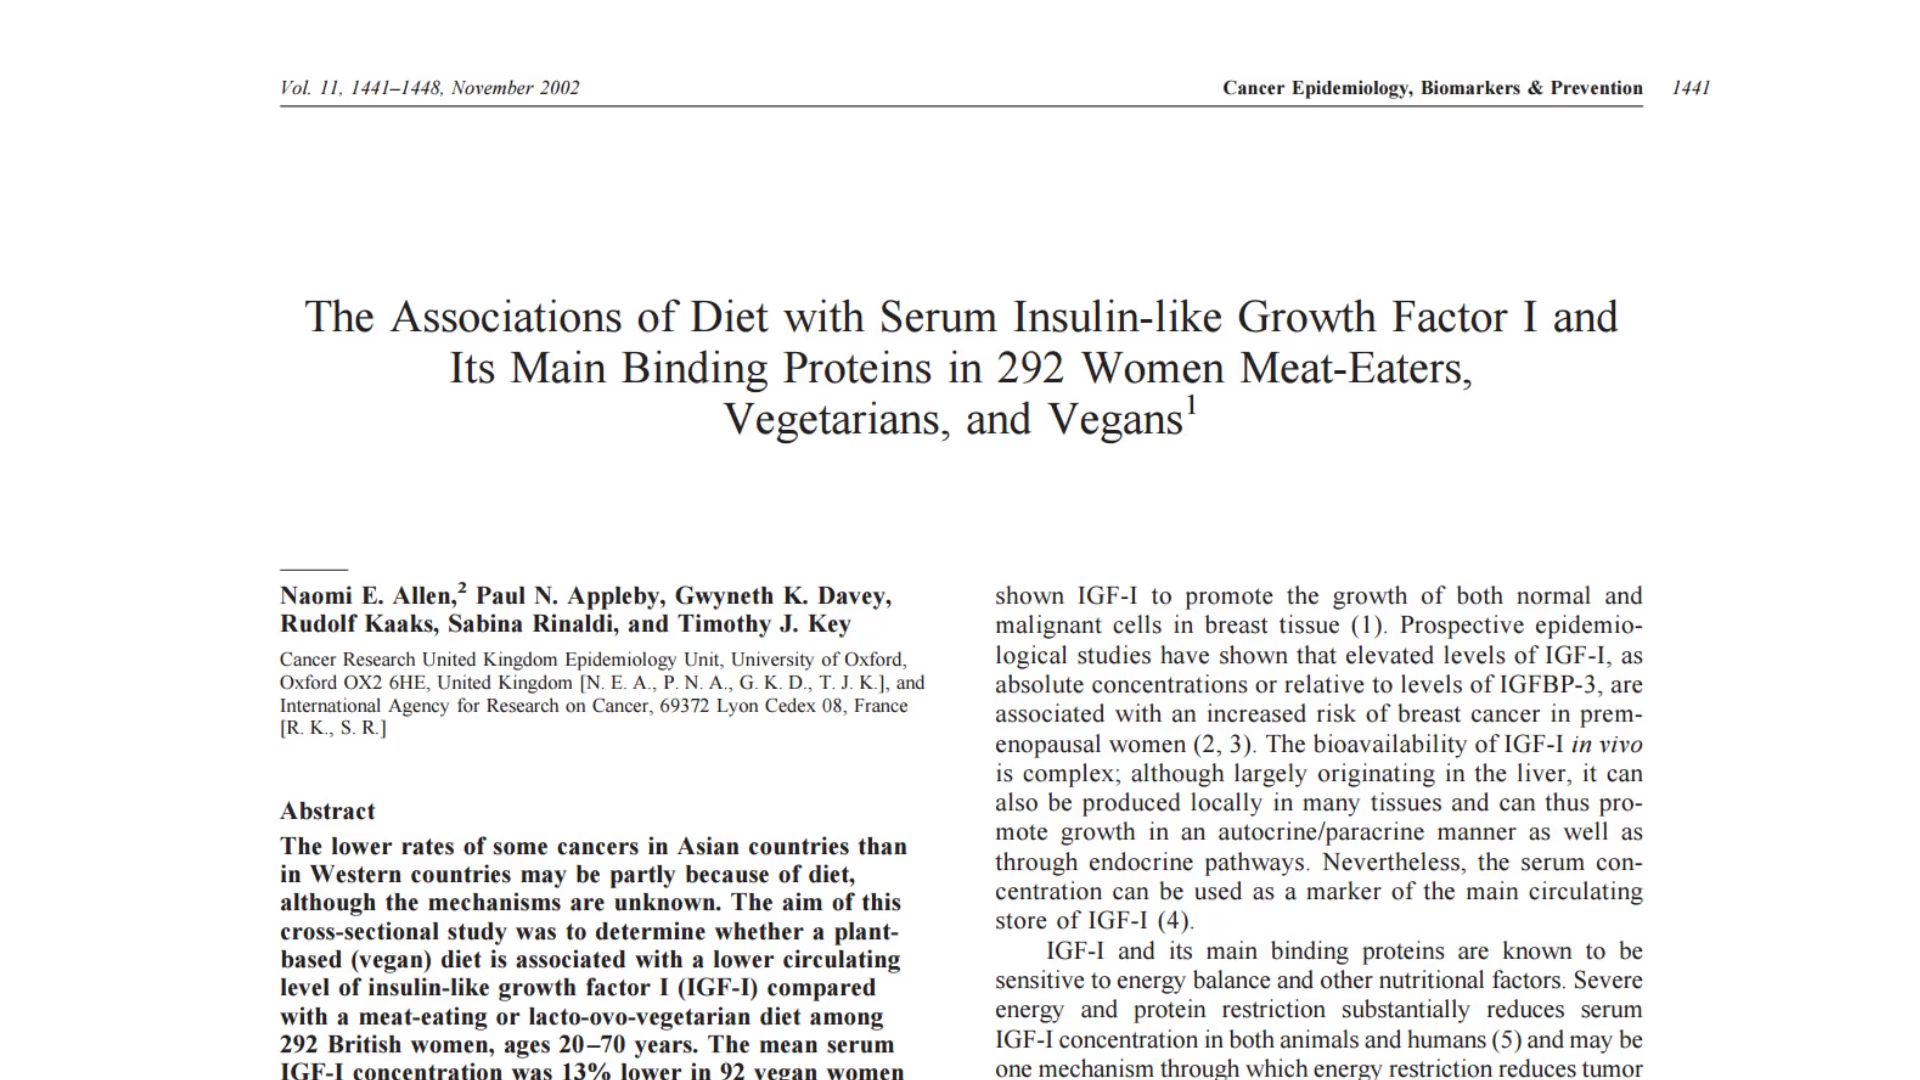 Vol. 11, 1441–1448, November 2002
Cancer Epidemiology, Biomarkers & Prevention 1441
The Associations of Diet with Serum Insulin-like Growth Factor I and
Its Main Binding Proteins in 292 Women Meat-Eaters,
Vegetarians, and Vegans1
Naomi E. Allen,2 Paul N. Appleby, Gwyneth K. Davey,
Rudolf Kaaks, Sabina Rinaldi, and Timothy J. Key
Cancer Research United Kingdom Epidemiology Unit, University of Oxford,
Oxford OX2 6HE, United Kingdom [N. E. A., P. N. A., G. K. D., T. J. K.], and
International Agency for Research on Cancer, 69372 Lyon Cedex 08, France
[R. K., S. R.]
Abstract
The lower rates of some cancers in Asian countries than
in Western countries may be partly because of diet,
although the mechanisms are unknown. The aim of this
cross-sectional study was to determine whether a plant-
based (vegan) diet is associated with a lower circulating
level of insulin-like growth factor I (IGF-I) compared
with a meat-eating or lacto-ovo-vegetarian diet among
292 British women, ages 20–70 years. The mean serum
IGF-I concentration was 13% lower in 92 vegan women
shown IGF-I to promote the growth of both normal and
malignant cells in breast tissue (1). Prospective epidemio-
logical studies have shown that elevated levels of IGF-I, as
absolute concentrations or relative to levels of IGFBP-3, are
associated with an increased risk of breast cancer in prem-
enopausal women (2, 3). The bioavailability of IGF-I in vivo
is complex; although largely originating in the liver, it can
also be produced locally in many tissues and can thus pro-
mote growth in an autocrine/paracrine manner as well as
through endocrine pathways. Nevertheless, the serum con-
centration can be used as a marker of the main circulating
store of IGF-I (4).
IGF-I and its main binding proteins are known to be
sensitive to energy balance and other nutritional factors. Severe
energy and protein restriction substantially reduces serum
IGF-I concentration in both animals and humans (5) and may be
one mechanism through which energy restriction reduces tumor